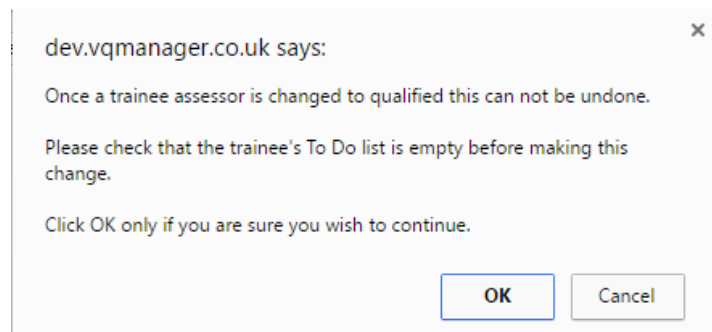 dev.vqmanager.co.uk says:
Once a trainee assessor is changed to qualified this can not be undone.
Please check that the trainee's To Do list is empty before making this
change.
Click OK only if you are sure you wish to continue.
OK
Cancel